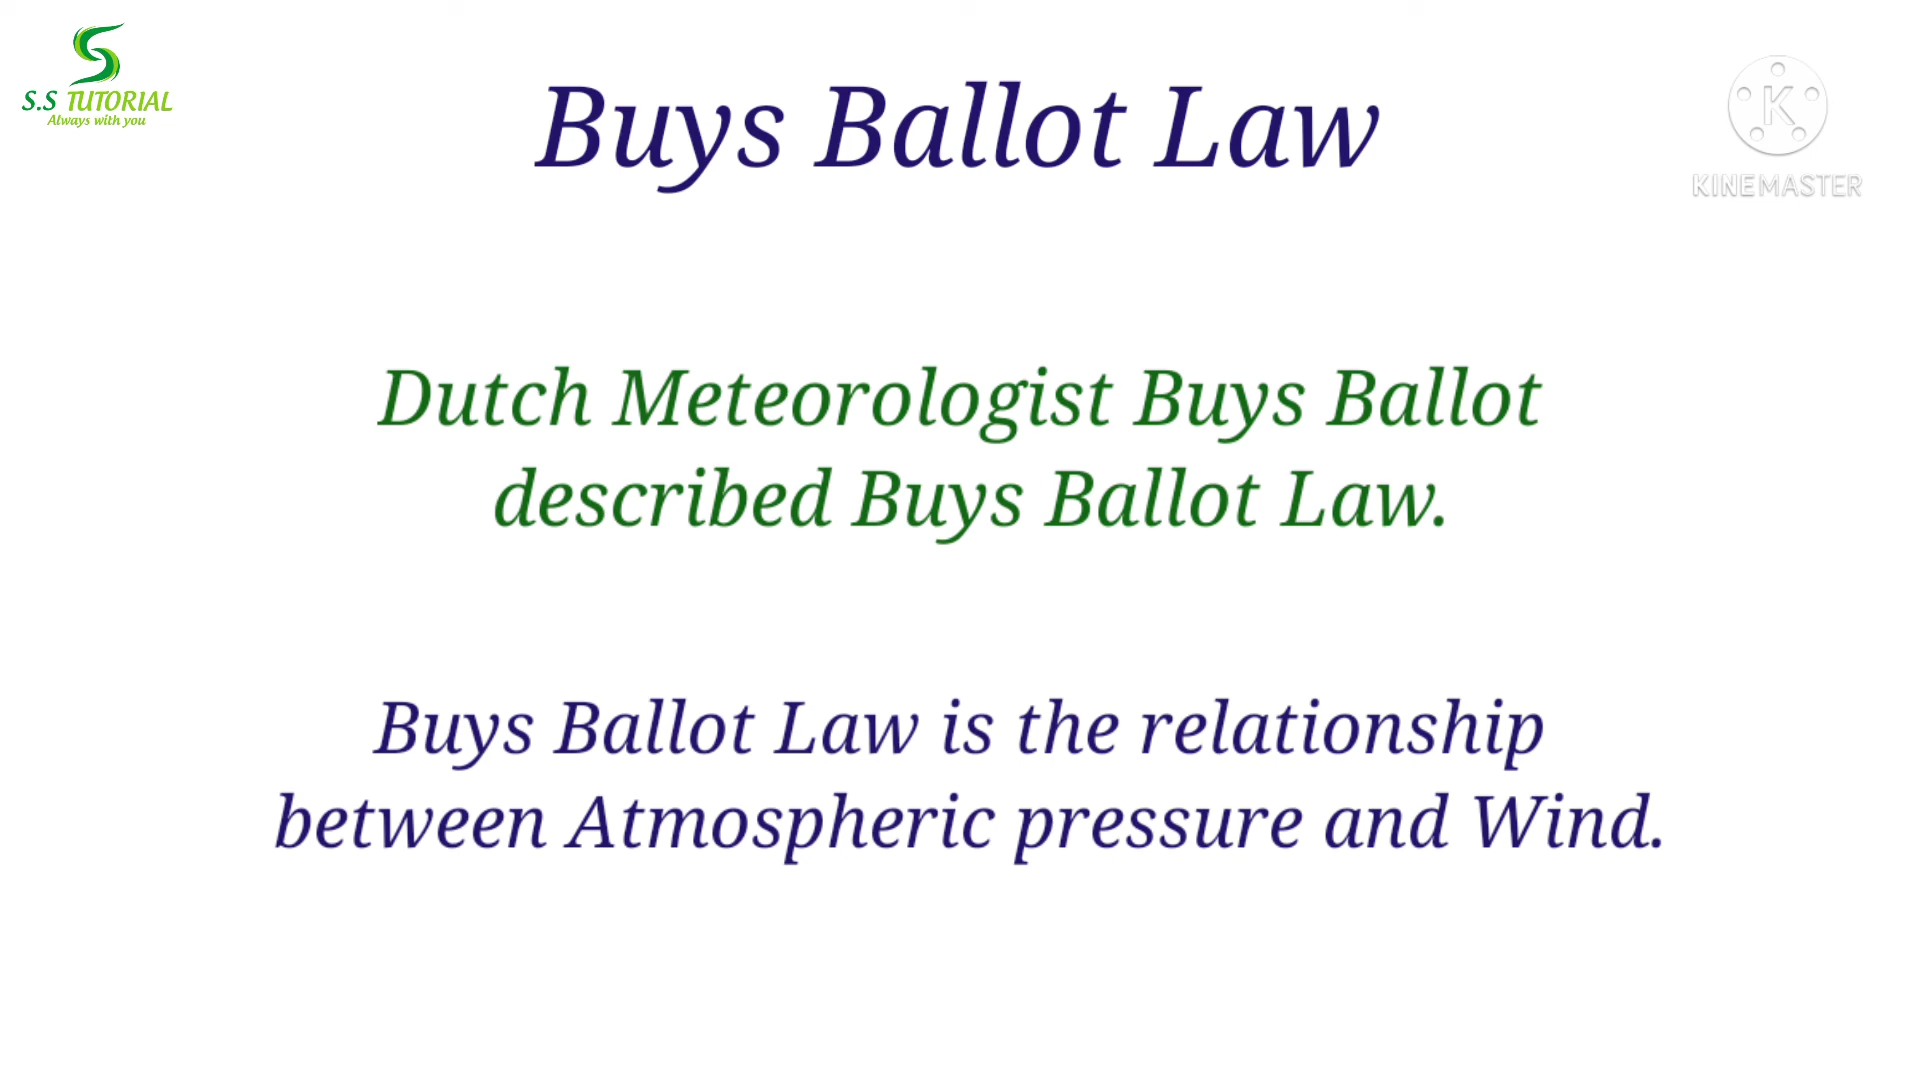 S.S TUTORIAL
Always with you
Buys Ballot Law
K
KINEMASTER
Dutch Meteorologist Buys Ballot
described Buys Ballot Law.
Buys Ballot Law is the relationship
between Atmospheric pressure and Wind.